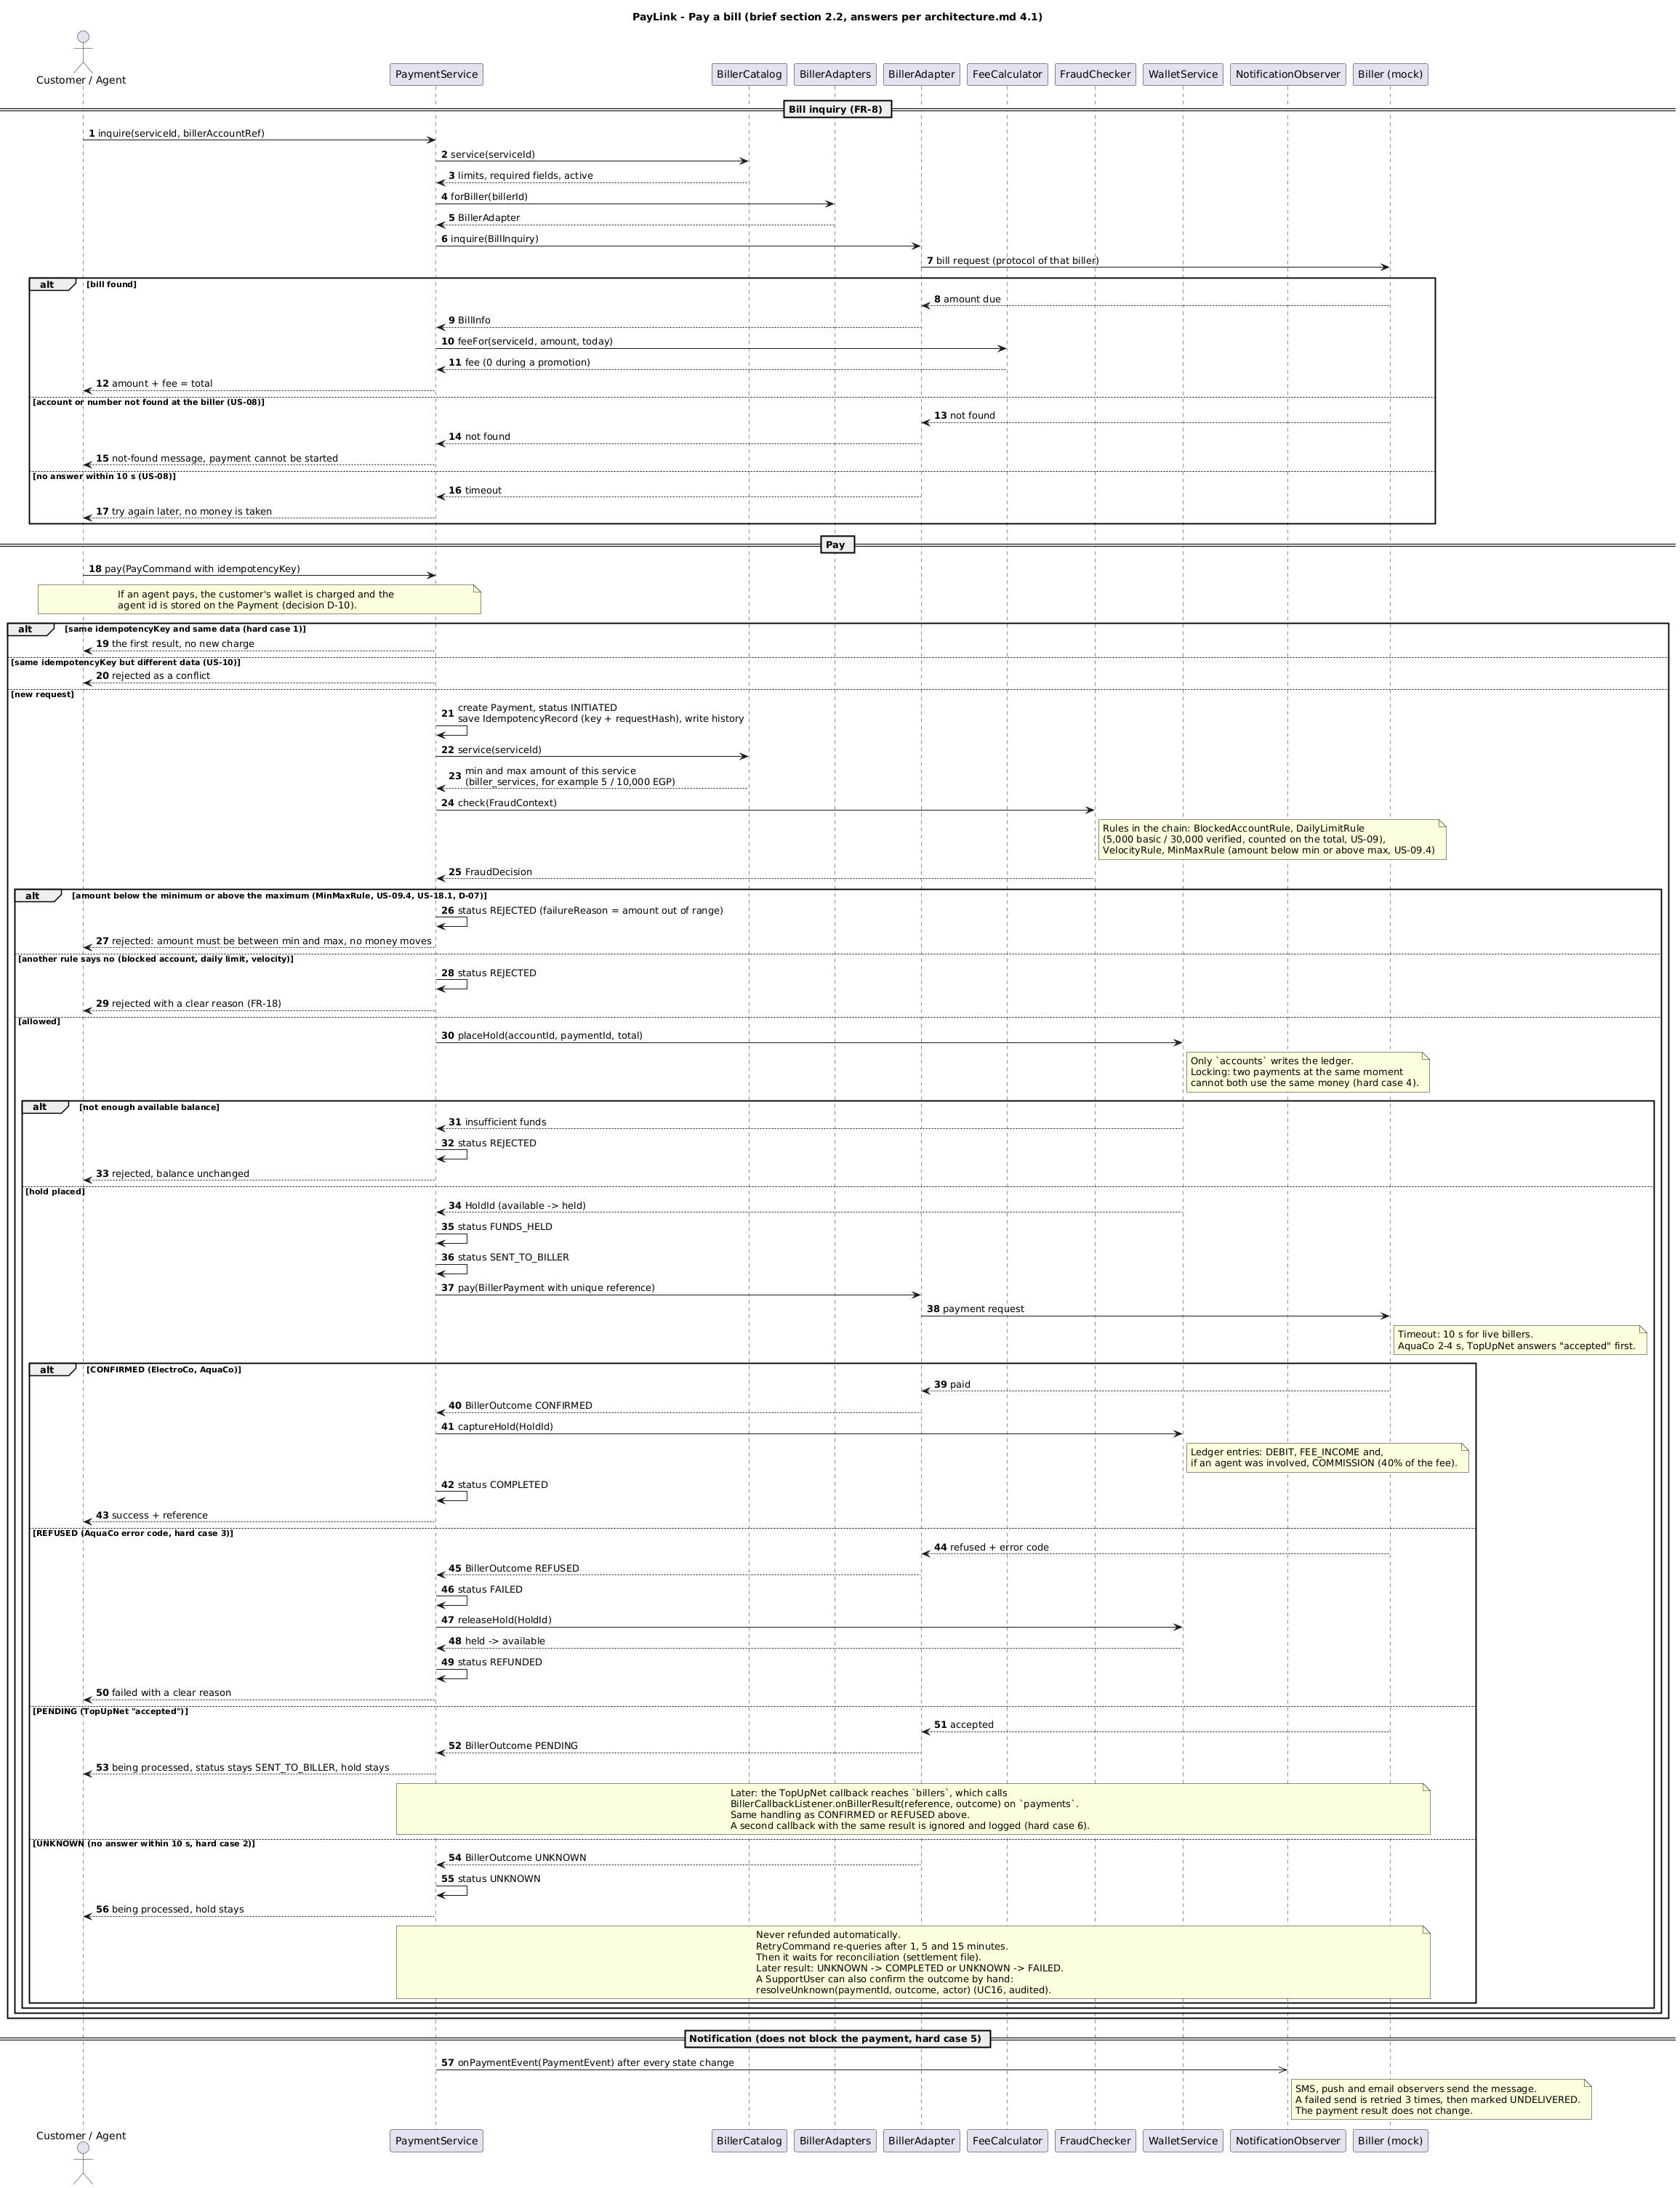 PayLink - Pay a bill (brief section 2.2, answers per architecture.md 4.1)
Customer / Agent
PaymentService
BillerCatalog
BillerAdapters
BillerAdapter
FeeCalculator
FraudChecker
WalletService
NotificationObserver
Biller (mock)
Bill inquiry (FR-8)
1 inquire(serviceId, billerAccountRef)
2 service(serviceId)
3 limits, required fields, active
4 forBiller(billerId)
5 BillerAdapter
6 inquire(BillInquiry)
7 bill request (protocol of that biller)
alt [bill found]
8 amount due
9 BillInfo
10 feeFor(serviceId, amount, today)
11 fee (0 during a promotion)
12 amount + fee = total
[account or number not found at the biller (US-08)]
13 not found
14 not found
15 not-found message, payment cannot be started
[no answer within 10 s (US-08)]
16 timeout
17 try again later, no money is taken
Pay
18 pay(PayCommand with idempotencyKey)
If an agent pays, the customer's wallet is charged and the
agent id is stored on the Payment (decision D-10).
alt [same idempotencyKey and same data (hard case 1)]
19 the first result, no new charge
[same idempotencyKey but different data (US-10)]
20 rejected as a conflict
[new request]
21 create Payment, status INITIATED
save IdempotencyRecord (key + requestHash), write history
22 service(serviceId)
23 min and max amount of this service
(biller_services, for example 5 / 10,000 EGP)
24 check(FraudContext)
Rules in the chain: BlockedAccountRule, DailyLimitRule
(5,000 basic / 30,000 verified, counted on the total, US-09),
VelocityRule, MinMaxRule (amount below min or above max, US-09.4)
25 FraudDecision
alt [amount below the minimum or above the maximum (MinMaxRule, US-09.4, US-18.1, D-07)]
26 status REJECTED (failureReason = amount out of range)
27 rejected: amount must be between min and max, no money moves
[another rule says no (blocked account, daily limit, velocity)]
28 status REJECTED
29 rejected with a clear reason (FR-18)
[allowed]
30 placeHold(accountId, paymentId, total)
Only `accounts` writes the ledger.
Locking: two payments at the same moment
cannot both use the same money (hard case 4).
alt [not enough available balance]
31 insufficient funds
32 status REJECTED
33 rejected, balance unchanged
[hold placed]
34 HoldId (available -> held)
35 status FUNDS_HELD
36 status SENT_TO_BILLER
37 pay(BillerPayment with unique reference)
38 payment request
Timeout: 10 s for live billers.
AquaCo 2-4 s, TopUpNet answers "accepted" first.
alt [CONFIRMED (ElectroCo, AquaCo)]
39 paid
40 BillerOutcome CONFIRMED
41 captureHold(HoldId)
Ledger entries: DEBIT, FEE_INCOME and,
if an agent was involved, COMMISSION (40% of the fee).
42 status COMPLETED
43 success + reference
[REFUSED (AquaCo error code, hard case 3)]
44 refused + error code
45 BillerOutcome REFUSED
46 status FAILED
47 releaseHold(HoldId)
48 held -> available
49 status REFUNDED
50 failed with a clear reason
[PENDING (TopUpNet "accepted")]
51 accepted
52 BillerOutcome PENDING
53 being processed, status stays SENT_TO_BILLER, hold stays
Later: the TopUpNet callback reaches `billers`, which calls
BillerCallbackListener.onBillerResult(reference, outcome) on `payments`.
Same handling as CONFIRMED or REFUSED above.
A second callback with the same result is ignored and logged (hard case 6).
[UNKNOWN (no answer within 10 s, hard case 2)]
54 BillerOutcome UNKNOWN
55 status UNKNOWN
56 being processed, hold stays
Never refunded automatically.
RetryCommand re-queries after 1, 5 and 15 minutes.
Then it waits for reconciliation (settlement file).
Later result: UNKNOWN -> COMPLETED or UNKNOWN -> FAILED.
A SupportUser can also confirm the outcome by hand:
resolveUnknown(paymentId, outcome, actor) (UC16, audited).
Notification (does not block the payment, hard case 5)
57 onPaymentEvent(PaymentEvent) after every state change
SMS, push and email observers send the message.
A failed send is retried 3 times, then marked UNDELIVERED.
The payment result does not change.
Customer / Agent
PaymentService
BillerCatalog
BillerAdapters
BillerAdapter
FeeCalculator
FraudChecker
WalletService
NotificationObserver
Biller (mock)